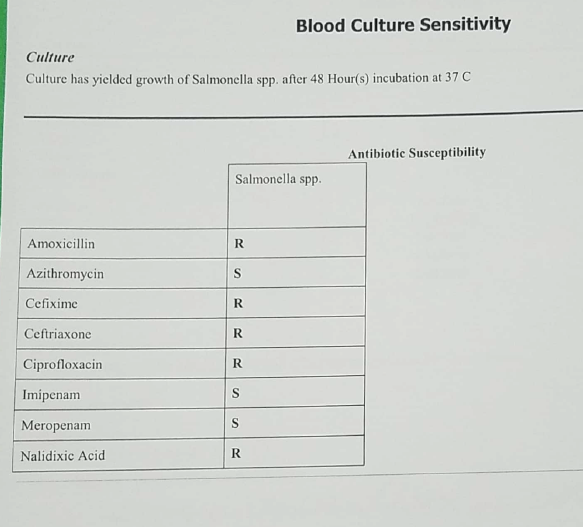 Blood Culture Sensitivity
Culture
Culture has yielded growth of Salmonella spp. after 48 Hour(s) incubation at 37 C
Antibiotic Susceptibility
Salmonella spp.
Amoxicillin R
Azithromycin S
Cefixime R
Ceftriaxone R
Ciprofloxacin R
Imipenam S
Meropenam S
Nalidixic Acid R